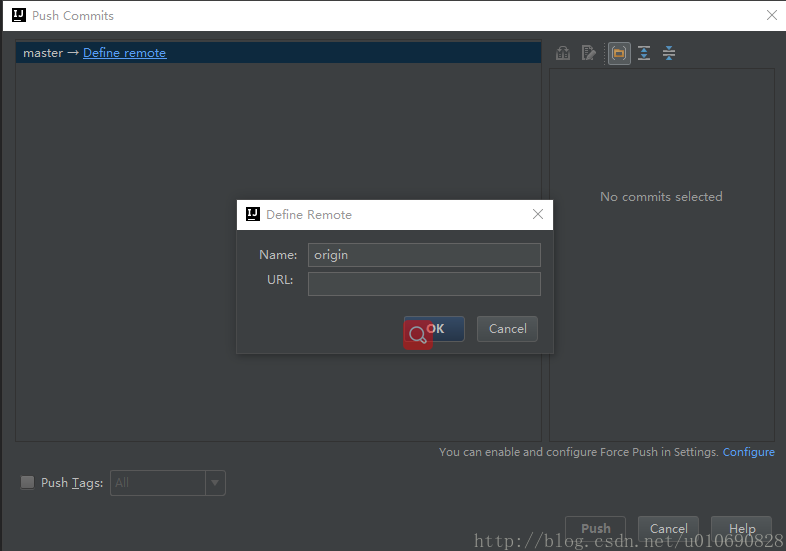 Push Commits
master → Define remote
No commits selected
Define Remote
Name: origin
URL:
OK Cancel
You can enable and configure Force Push in Settings. Configure
Push Tags: All
Push Cancel Help
http://blog.csdn.net/u010690828